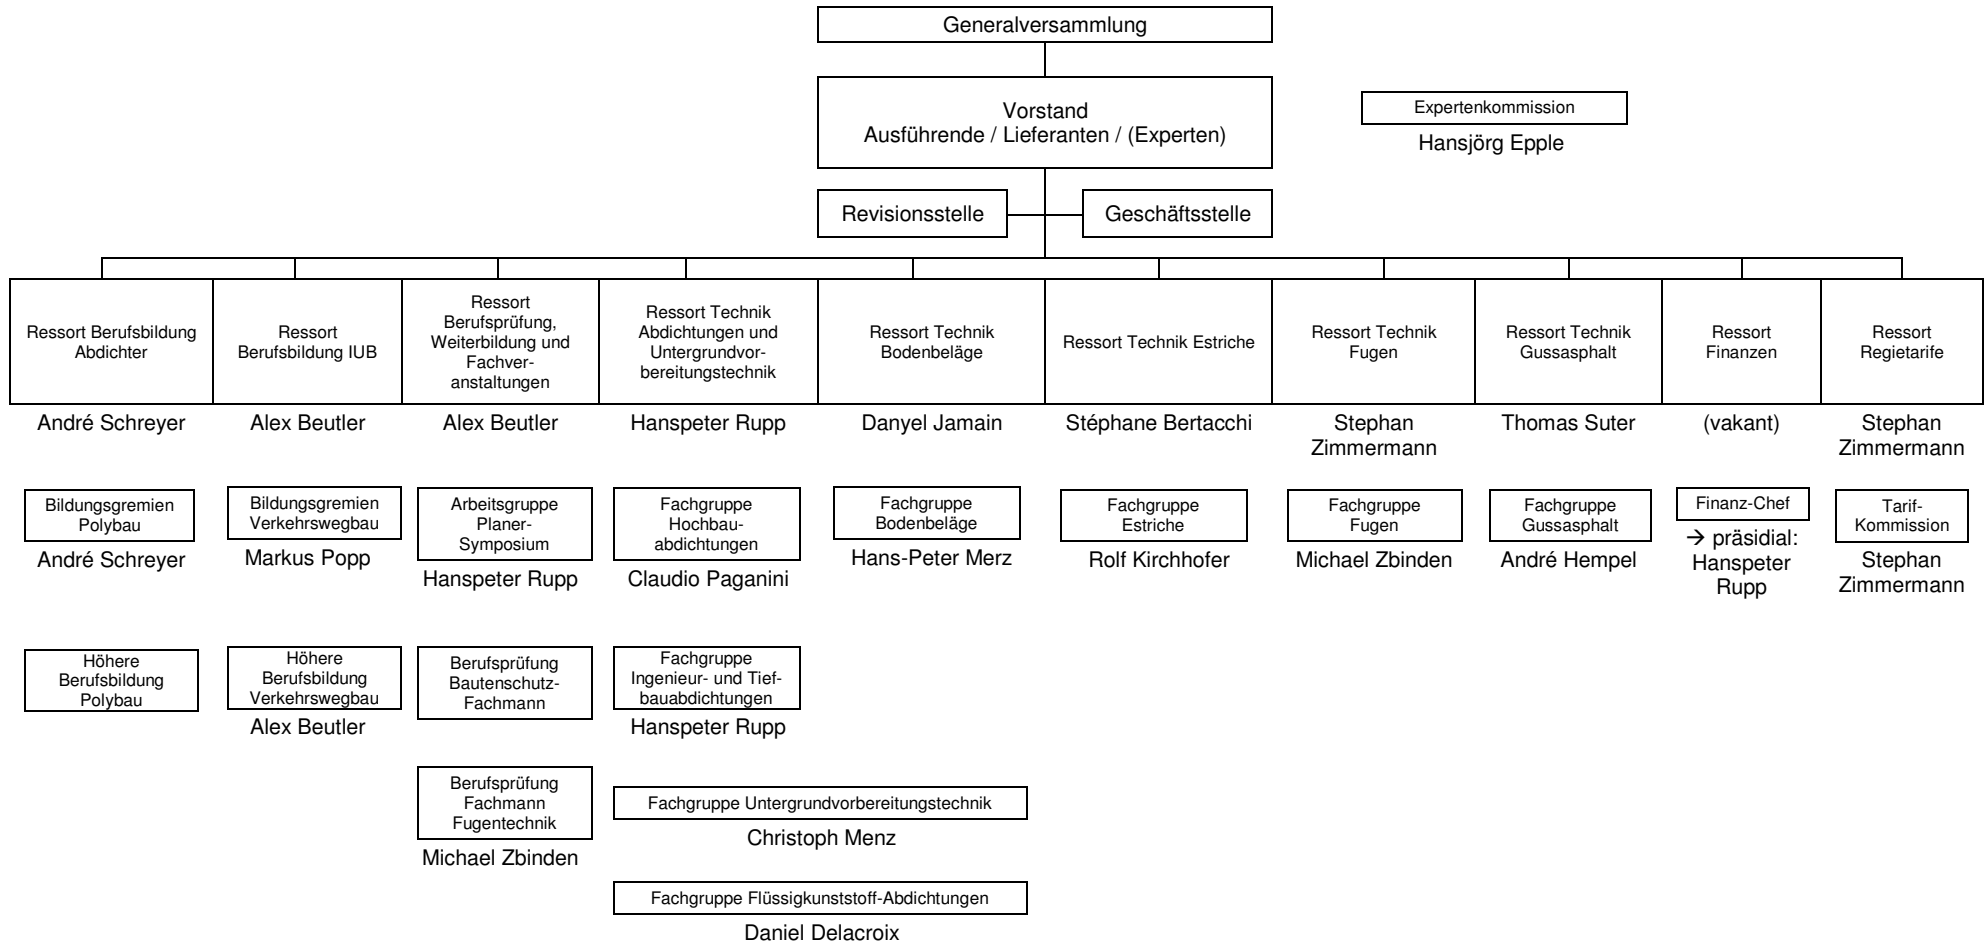 Generalversammlung
Vorstand
Ausführende / Lieferanten / (Experten)
Expertenkommission
Hansjörg Epple
Revisionsstelle
Geschäftsstelle
Ressort Berufsbildung
Abdichter
André Schreyer
Ressort
Berufsbildung IUB
Alex Beutler
Ressort
Berufsprüfung,
Weiterbildung und
Fachver-
anstaltungen
Alex Beutler
Ressort Technik
Abdichtungen und
Untergrundvor-
bereitungstechnik
Hanspeter Rupp
Ressort Technik
Bodenbeläge
Danyel Jamain
Ressort Technik Estriche
Stéphane Bertacchi
Ressort Technik
Fugen
Stephan
Zimmermann
Ressort Technik
Gussasphalt
Thomas Suter
Ressort
Finanzen
(vakant)
Ressort
Regietarife
Stephan
Zimmermann
Bildungsgremien
Polybau
André Schreyer
Bildungsgremien
Verkehrswegbau
Markus Popp
Arbeitsgruppe
Planer-
Symposium
Hanspeter Rupp
Fachgruppe
Hochbau-
abdichtungen
Claudio Paganini
Fachgruppe
Bodenbeläge
Hans-Peter Merz
Fachgruppe
Estriche
Rolf Kirchhofer
Fachgruppe
Fugen
Michael Zbinden
Fachgruppe
Gussasphalt
André Hempel
Finanz-Chef
→ präsidial:
Hanspeter
Rupp
Tarif-
Kommission
Stephan
Zimmermann
Höhere
Berufsbildung
Polybau
Höhere
Berufsbildung
Verkehrswegbau
Alex Beutler
Berufsprüfung
Bautenschutz-
Fachmann
Fachgruppe
Ingenieur- und Tief-
bauabdichtungen
Hanspeter Rupp
Berufsprüfung
Fachmann
Fugentechnik
Michael Zbinden
Fachgruppe Untergrundvorbereitungstechnik
Christoph Menz
Fachgruppe Flüssigkunststoff-Abdichtungen
Daniel Delacroix